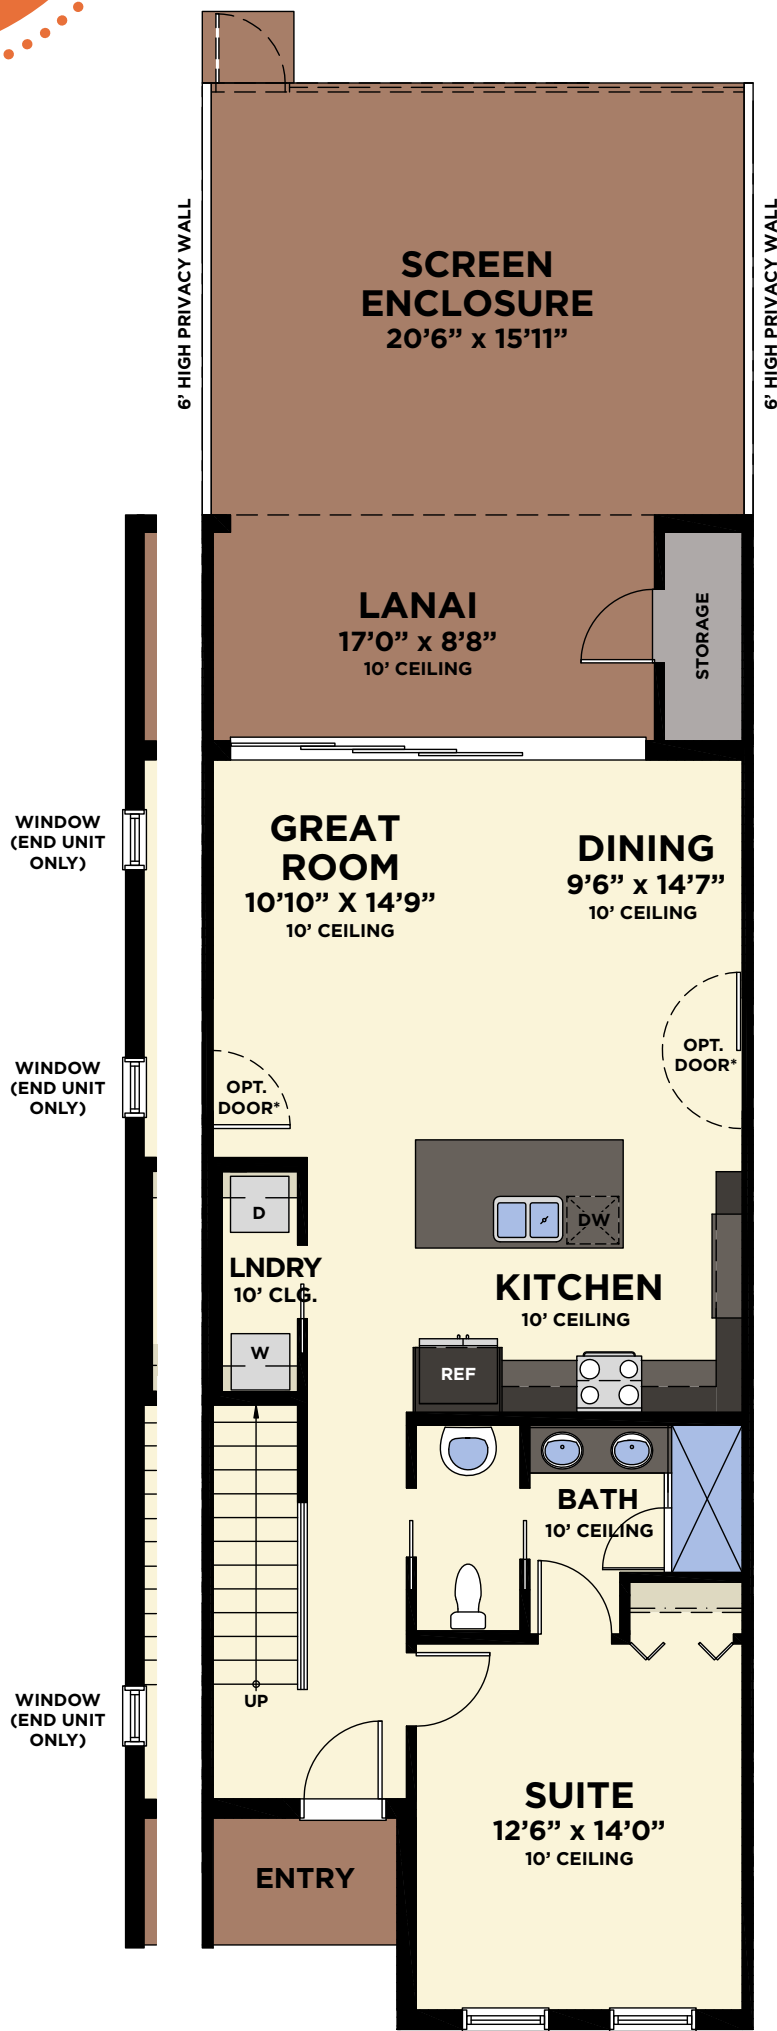 6’ HIGH PRIVACY WALL
6’ HIGH PRIVACY WALL
SCREEN
ENCLOSURE
20’6” x 15’11”
LANAI
17’0” x 8’8”
10’ CEILING
STORAGE
WINDOW
(END UNIT
ONLY)
GREAT
ROOM
10’10” X 14’9”
10’ CEILING
DINING
9’6” x 14’7”
10’ CEILING
WINDOW
(END UNIT
ONLY)
OPT.
DOOR*
OPT.
DOOR*
D
LNDRY
10’ CLG.
W
DW
KITCHEN
10’ CEILING
REF
BATH
10’ CEILING
UP
WINDOW
(END UNIT
ONLY)
SUITE
12’6” x 14’0”
10’ CEILING
ENTRY